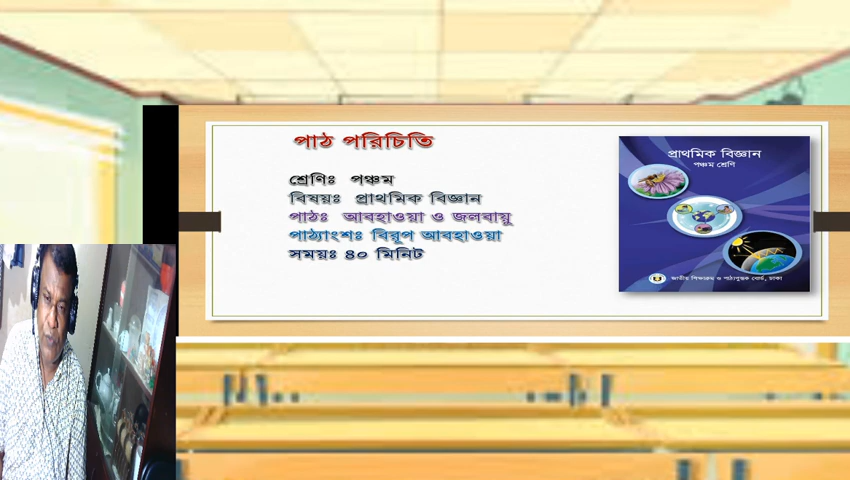 পাঠ পরিচিতি
শ্রেণিঃ পঞ্চম
বিষয়ঃ প্রাথমিক বিজ্ঞান
পাঠঃ আবহাওয়া ও জলবায়ু
পাঠ্যাংশঃ বিরূপ আবহাওয়া
সময়ঃ ৪০ মিনিট
প্রাথমিক বিজ্ঞান
পঞ্চম শ্রেণি
জাতীয় শিক্ষাক্রম ও পাঠ্যপুস্তক বোর্ড, ঢাকা